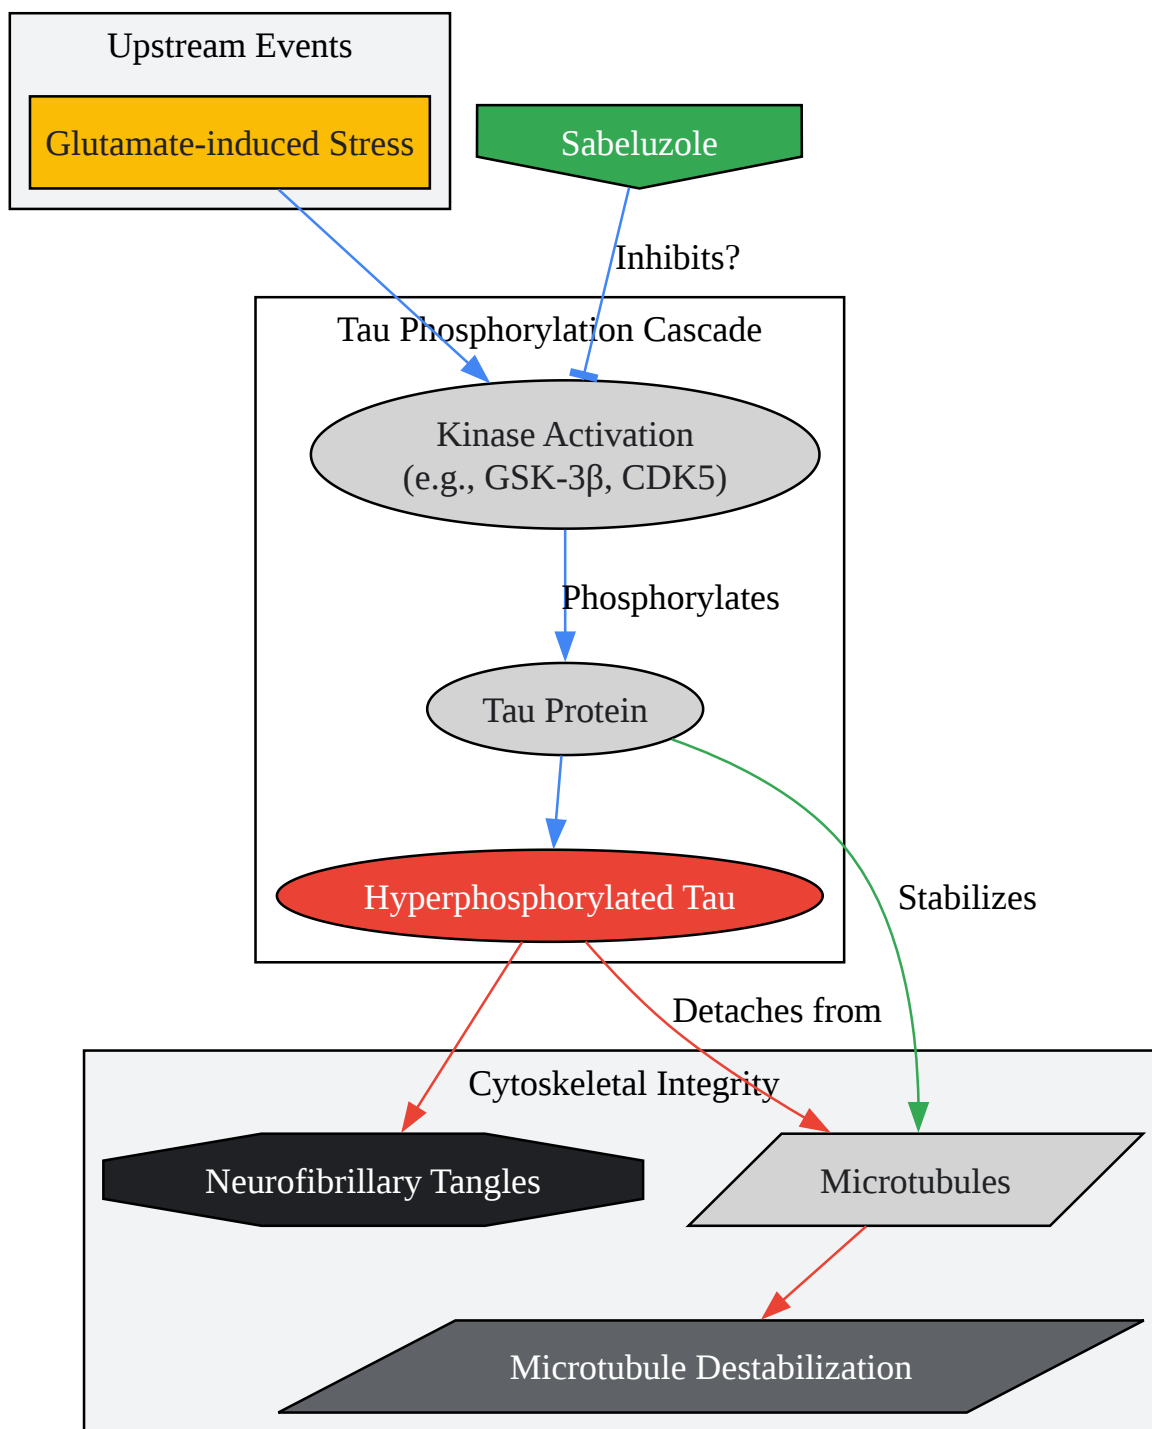 Upstream Events
Glutamate-induced Stress
Sabeluzole
Inhibits?
Tau Phosphorylation Cascade
Kinase Activation
(e.g., GSK-3β, CDK5)
Phosphorylates
Tau Protein
Hyperphosphorylated Tau
Stabilizes
Detaches from
Cytoskeletal Integrity
Neurofibrillary Tangles
Microtubules
Microtubule Destabilization